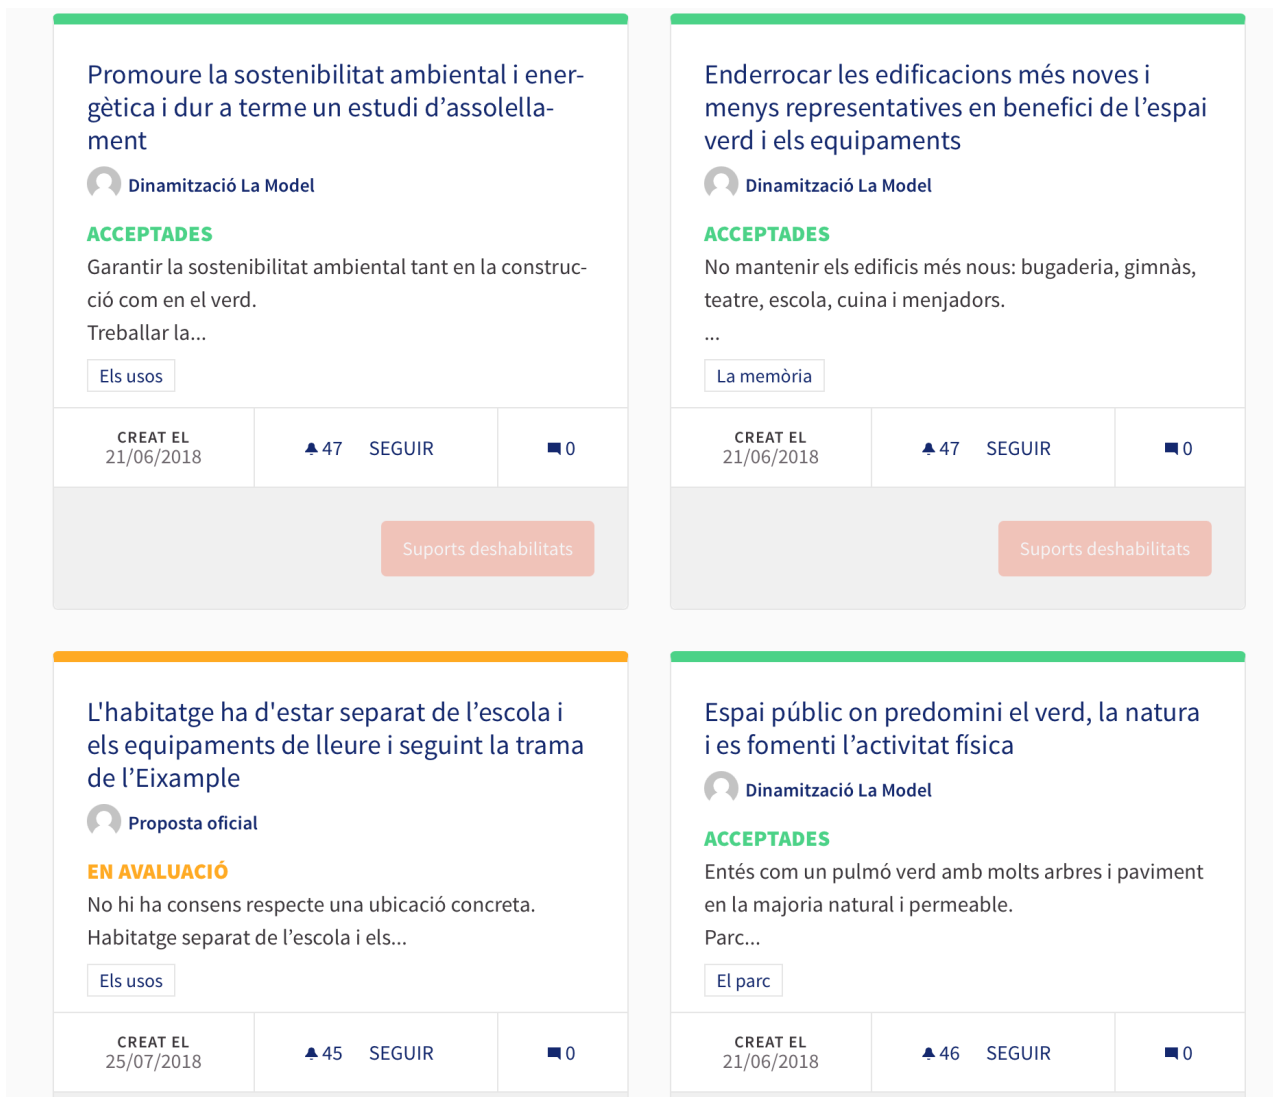 Promoure la sostenibilitat ambiental i ener-
gètica i dur a terme un estudi d’assolella-
ment
Dinamització La Model
ACCEPTADES
Garantir la sostenibilitat ambiental tant en la construc-
ció com en el verd.
Treballar la...
Els usos
CREAT EL
21/06/2018
47 SEGUIR
0
Suports deshabilitats
Enderrocar les edificacions més noves i
menys representatives en benefici de l’espai
verd i els equipaments
Dinamització La Model
ACCEPTADES
No mantenir els edificis més nous: bugaderia, gimnàs,
teatre, escola, cuina i menjadors.
...
La memòria
CREAT EL
21/06/2018
47 SEGUIR
0
Suports deshabilitats
L'habitatge ha d'estar separat de l’escola i
els equipaments de lleure i seguint la trama
de l’Eixample
Proposta oficial
EN AVALUACIÓ
No hi ha consens respecte una ubicació concreta.
Habitatge separat de l’escola i els...
Els usos
CREAT EL
25/07/2018
45 SEGUIR
0
Espai públic on predomini el verd, la natura
i es fomenti l’activitat física
Dinamització La Model
ACCEPTADES
Entés com un pulmó verd amb molts arbres i paviment
en la majoria natural i permeable.
Parc...
El parc
CREAT EL
21/06/2018
46 SEGUIR
0